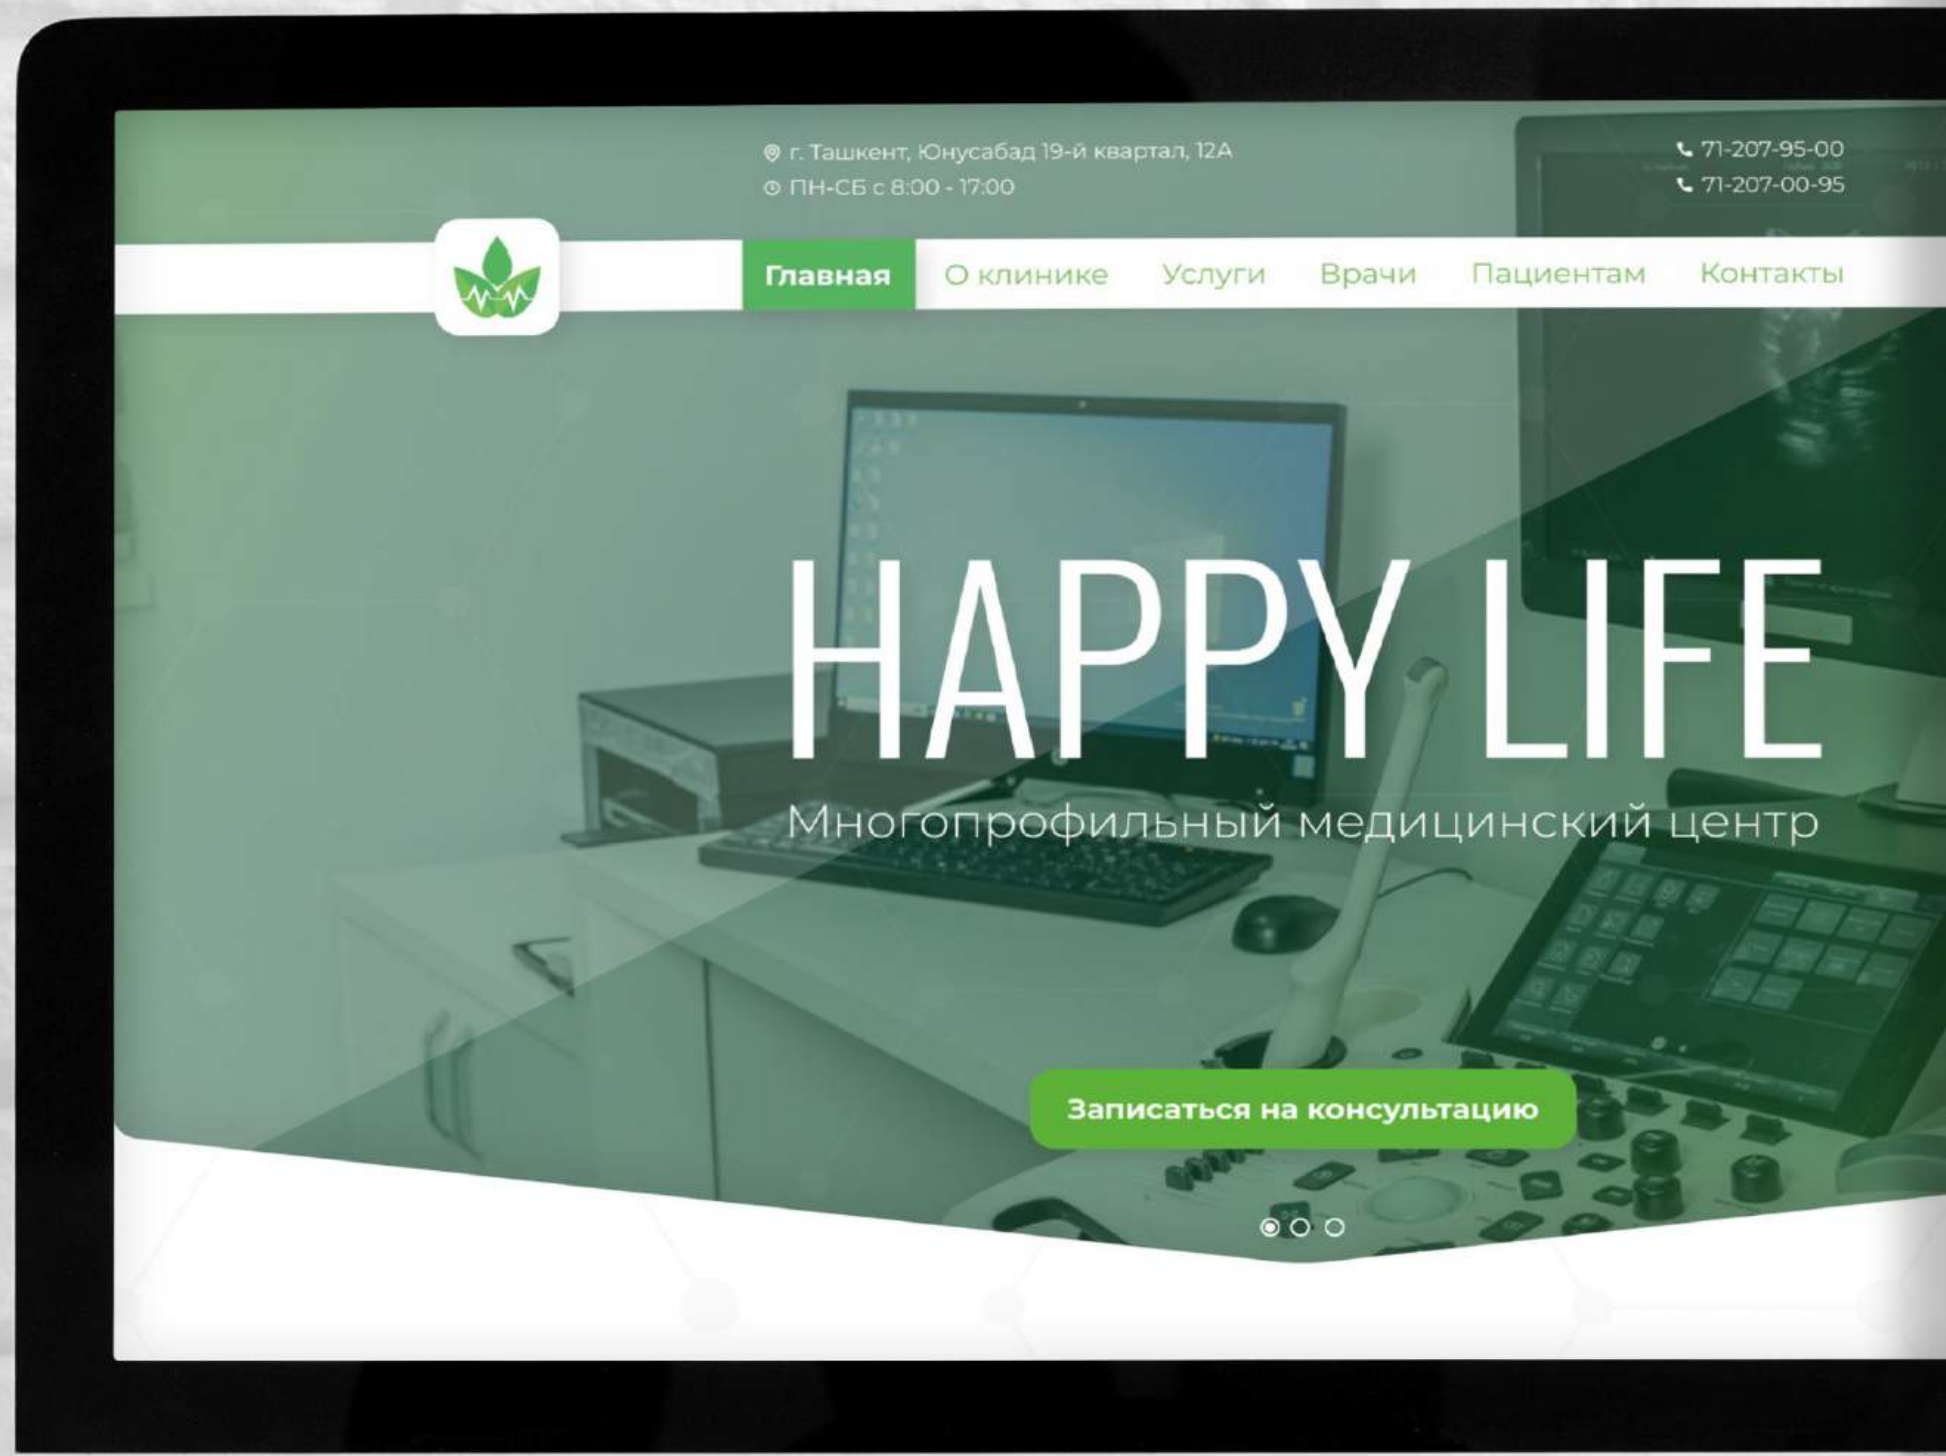 г. Ташкент, Юнусабад 19-й квартал, 12А
ПН-СБ с 8:00 - 17:00
71-207-95-00
71-207-00-95
Главная О клинике Услуги Врачи Пациентам Контакты
HAPPY LIFE
Многопрофильный медицинский центр
Записаться на консультацию